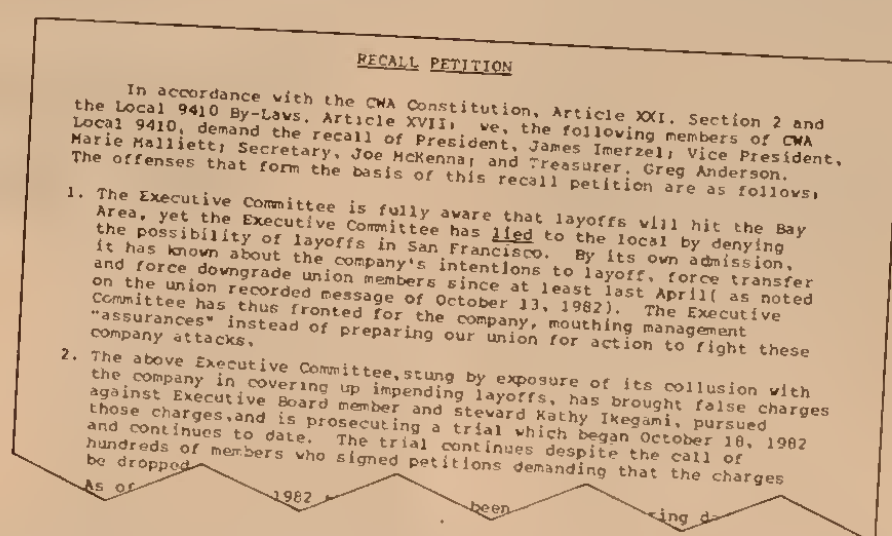 RECALL PETITION
In accordance with the CWA Constitution, Article XXI, Section 2 and
the Local 9410 By-Laws, Article XVII, we, the following members of CWA
Local 9410, demand the recall of President, James Imerzel; Vice President,
Marie Malliett; Secretary, Joe McKenna; and Treasurer, Greg Anderson.
The offenses that form the basis of this recall petition are as follows,
1. The Executive Committee is fully aware that layoffs will hit the Bay
Area, yet the Executive Committee has lied to the local by denying
the possibility of layoffs in San Francisco. By its own admission,
it has known about the company's intentions to layoff, force transfer
and force downgrade union members since at least last April( as noted
on the union recorded message of October 13, 1982). The Executive
Committee has thus fronted for the company, mouthing management
"assurances" instead of preparing our union for action to fight these
company attacks.
2. The above Executive Committee,stung by exposure of its collusion with
the company in covering up impending layoffs, has brought false charges
against Executive Board member and steward Kathy Ikegami, pursued
those charges,and is prosecuting a trial which began October 18, 1982
and continues to date. The trial continues despite the call of
hundreds of members who signed petitions demanding that the charges
be dropped
As of 1982 been